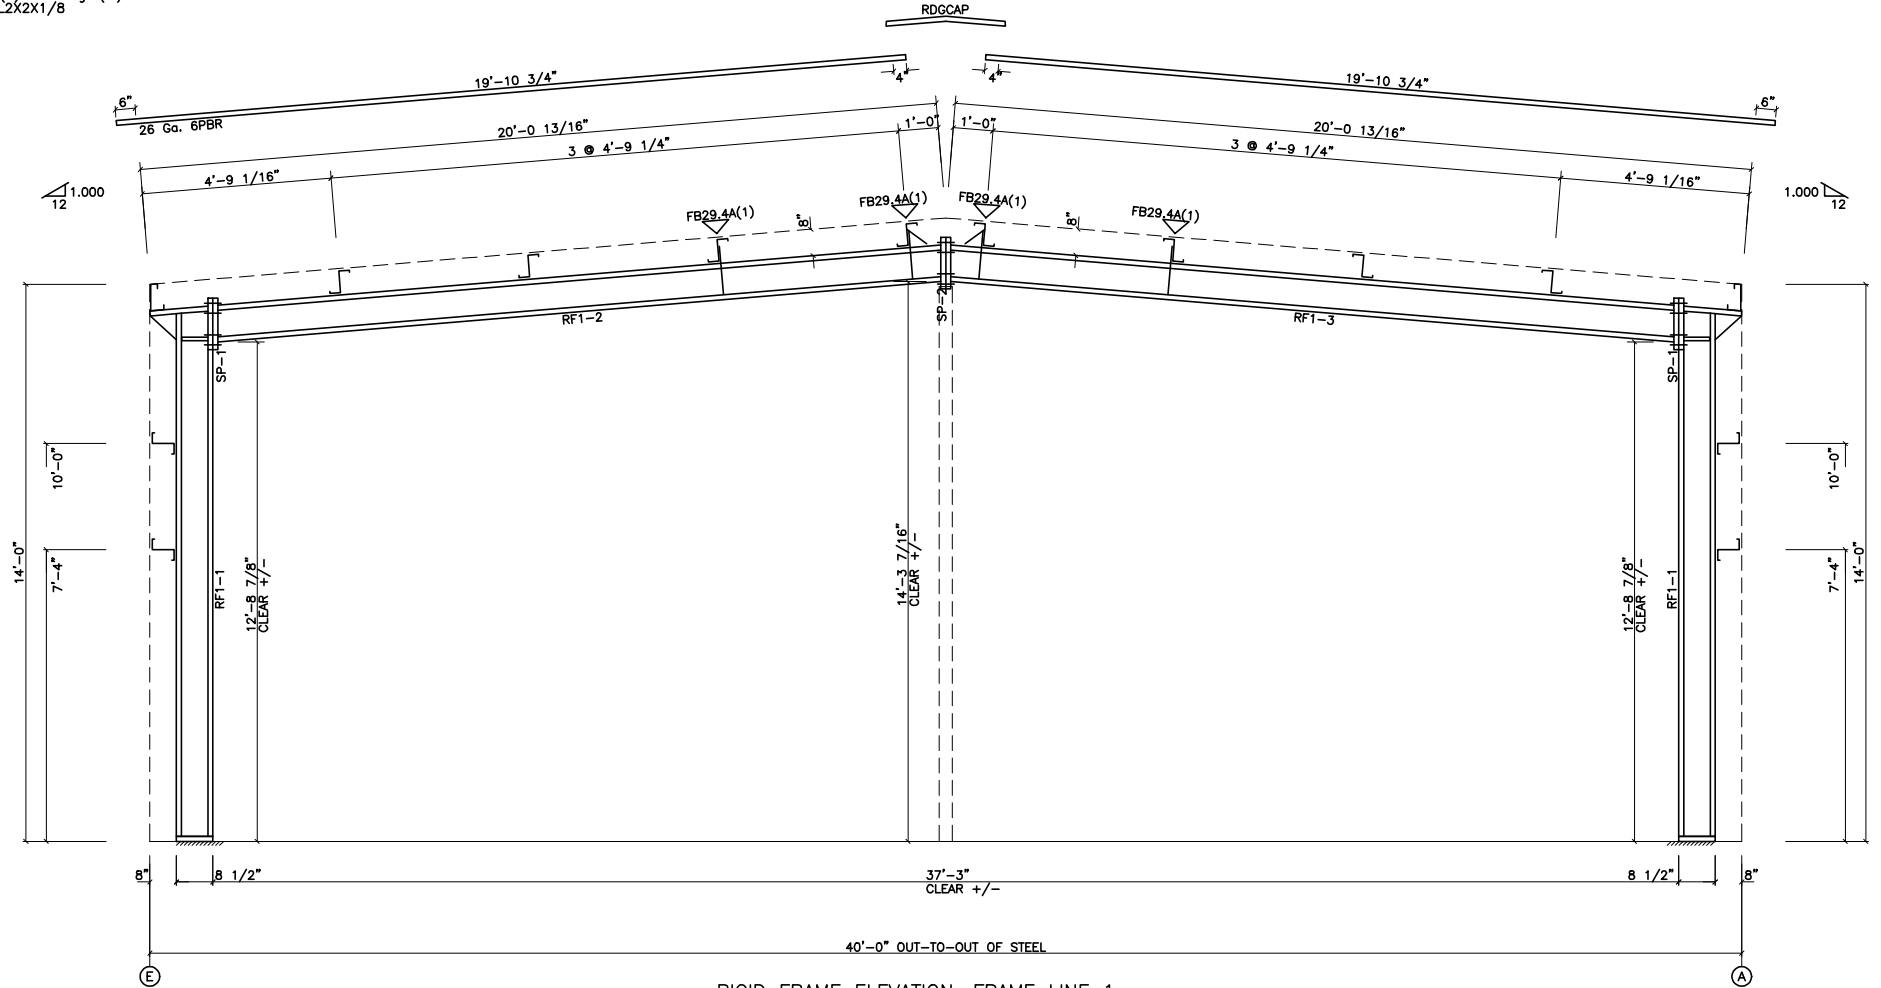 L2X2X1/8
RDGCAP
19'-10 3/4"
4"
4"
19'-10 3/4"
6"
6"
26 Ga. 6PBR
20'-0 13/16"
1'-0"
1'-0"
20'-0 13/16"
3 @ 4'-9 1/4"
3 @ 4'-9 1/4"
4'-9 1/16"
4'-9 1/16"
1.000
12
1.000
12
FB29.4A(1)
FB29.4A(1)
FB29.4A(1)
FB29.4A(1)
8"
8"
RF1-2
SP-2
RF1-3
SP-1
SP-1
10'-0"
10'-0"
14'-0"
7'-4"
RF1-1
12'-8 7/8"
CLEAR +/-
14'-3 7/16"
CLEAR +/-
12'-8 7/8"
CLEAR +/-
RF1-1
7'-4"
14'-0"
8"
8 1/2"
37'-3"
CLEAR +/-
8 1/2"
8"
40'-0" OUT-TO-OUT OF STEEL
E
A
RIGID FRAME ELEVATION: FRAME LINE 1